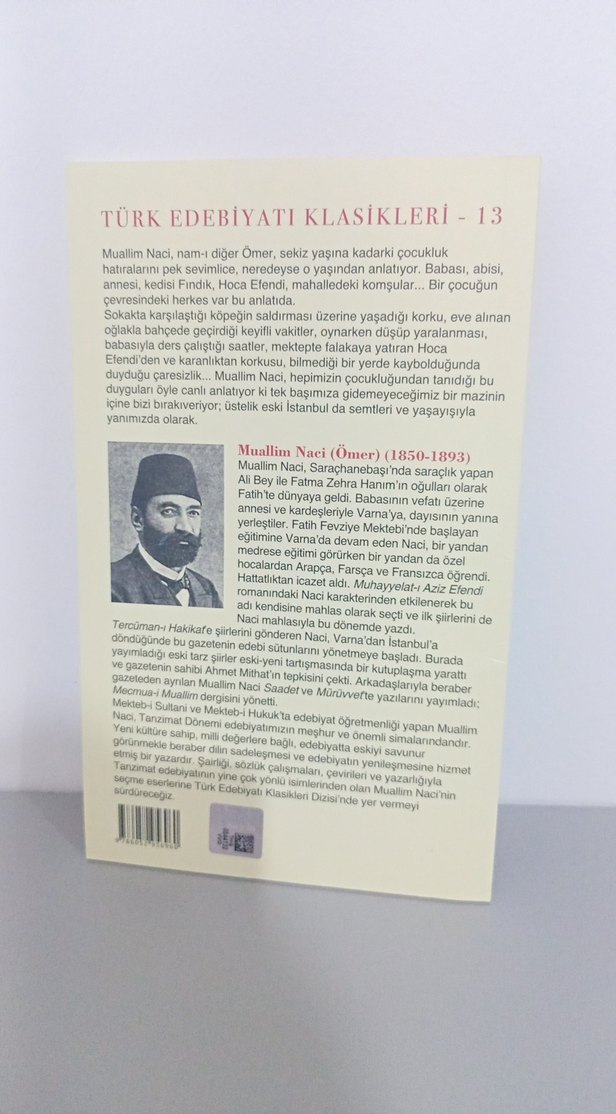 TÜRK EDEBİYATI KLASİKLERİ - 13
Muallim Naci, nam-ı diğer Ömer, sekiz yaşına kadarki çocukluk
hatıralarını pek sevimlice, neredeyse o yaşından anlatıyor. Babası, abisi,
annesi, kedisi Fındık, Hoca Efendi, mahalledeki komşular... Bir çocuğun
çevresindeki herkes var bu anlatıda.
Sokakta karşılaştığı köpeğin saldırması üzerine yaşadığı korku, eve alınan
oğlakla bahçede geçirdiği keyifli vakitler, oynarken düşüp yaralanması,
babasıyla ders çalıştığı saatler, mektepte falakaya yatıran Hoca
Efendi'den ve karanlıktan korkusu, bilmediği bir yerde kaybolduğunda
duyduğu çaresizlik... Muallim Naci, hepimizin çocukluğundan tanıdığı bu
duyguları öyle canlı anlatıyor ki tek başımıza gidemeyeceğimiz bir mazinin
içine bizi bırakıveriyor; üstelik eski İstanbul da semtleri ve yaşayışıyla
yanımızda olarak.
Muallim Naci (Ömer) (1850-1893)
Muallim Naci, Saraçhanebaşı'nda saraçlık yapan
Ali Bey ile Fatma Zehra Hanım'ın oğulları olarak
Fatih'te dünyaya geldi. Babasının vefatı üzerine
annesi ve kardeşleriyle Varna'ya, dayısının yanına
yerleştiler. Fatih Fevziye Mektebi'nde başlayan
eğitimine Varna'da devam eden Naci, bir yandan
medrese eğitimi görürken bir yandan da özel
hocalardan Arapça, Farsça ve Fransızca öğrendi.
Hattatlıktan icazet aldı. Muhayyelat-ı Aziz Efendi
romanındaki Naci karakterinden etkilenerek bu
adı kendisine mahlas olarak seçti ve ilk şiirlerini de
Naci mahlasıyla bu dönemde yazdı.
Tercüman-ı Hakikat'e şiirlerini gönderen Naci, Varna'dan İstanbul'a
döndüğünde bu gazetenin edebi sütunlarını yönetmeye başladı. Burada
yayımladığı eski tarz şiirler eski-yeni tartışmasında bir kutuplaşma yarattı
ve gazetenin sahibi Ahmet Mithat'ın tepkisini çekti. Arkadaşlarıyla beraber
gazeteden ayrılan Muallim Naci Saadet ve Mürüvvet'te yazılarını yayımladı;
Mecmua-i Muallim dergisini yönetti.
Mekteb-i Sultani ve Mekteb-i Hukuk'ta edebiyat öğretmenliği yapan Muallim
Naci, Tanzimat Dönemi edebiyatımızın meşhur ve önemli simalarındandır.
Yeni kültüre sahip, milli değerlere bağlı, edebiyatta eskiyi savunur
görünmekle beraber dilin sadeleşmesi ve edebiyatın yenileşmesine hizmet
etmiş bir yazardır. Şairliği, sözlük çalışmaları, çevirileri ve yazarlığıyla
Tanzimat edebiyatının yine çok yönlü isimlerinden olan Muallim Naci'nin
seçme eserlerine Türk Edebiyatı Klasikleri Dizisi'nde yer vermeyi
sürdüreceğiz.